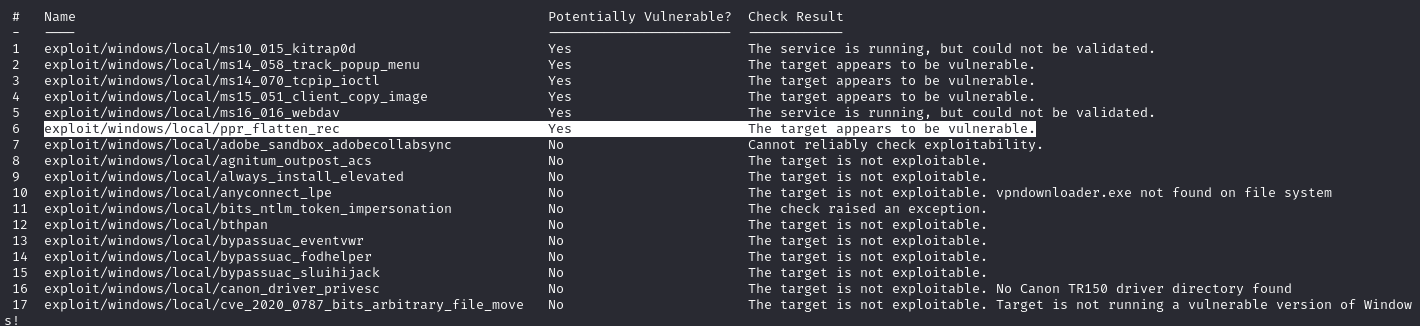 #   Name                                                           Potentially Vulnerable?  Check Result
-   ----                                                           -----------------------  ------------
1   exploit/windows/local/ms10_015_kitrap0d                        Yes                      The service is running, but could not be validated.
2   exploit/windows/local/ms14_058_track_popup_menu                Yes                      The target appears to be vulnerable.
3   exploit/windows/local/ms14_070_tcpip_ioctl                     Yes                      The target appears to be vulnerable.
4   exploit/windows/local/ms15_051_client_copy_image               Yes                      The target appears to be vulnerable.
5   exploit/windows/local/ms16_016_webdav                          Yes                      The service is running, but could not be validated.
6   exploit/windows/local/ppr_flatten_rec                          Yes                      The target appears to be vulnerable.
7   exploit/windows/local/adobe_sandbox_adobecollabsync            No                       Cannot reliably check exploitability.
8   exploit/windows/local/agnitum_outpost_acs                      No                       The target is not exploitable.
9   exploit/windows/local/always_install_elevated                  No                       The target is not exploitable.
10  exploit/windows/local/anyconnect_lpe                           No                       The target is not exploitable. vpndownloader.exe not found on file system
11  exploit/windows/local/bits_ntlm_token_impersonation            No                       The check raised an exception.
12  exploit/windows/local/bthpan                                   No                       The target is not exploitable.
13  exploit/windows/local/bypassuac_eventvwr                       No                       The target is not exploitable.
14  exploit/windows/local/bypassuac_fodhelper                      No                       The target is not exploitable.
15  exploit/windows/local/bypassuac_sluihijack                     No                       The target is not exploitable.
16  exploit/windows/local/canon_driver_privesc                     No                       The target is not exploitable. No Canon TR150 driver directory found
17  exploit/windows/local/cve_2020_0787_bits_arbitrary_file_move   No                       The target is not exploitable. Target is not running a vulnerable version of Window
s!